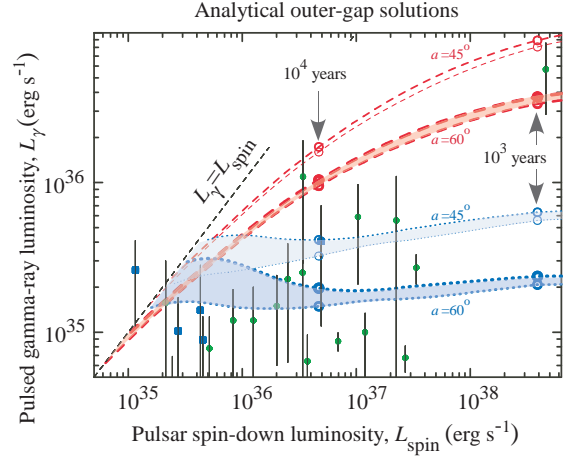 Analytical outer-gap solutions
Pulsed gamma-ray luminosity, Lγ(erg s⁻¹)
10³⁶
10³⁵
Lγ=Lspin
10⁴ years
a=45°
a=60°
10³ years
a=45°
a=60°
10³⁵ 10³⁶ 10³⁷ 10³⁸
Pulsar spin-down luminosity, Lspin (erg s⁻¹)